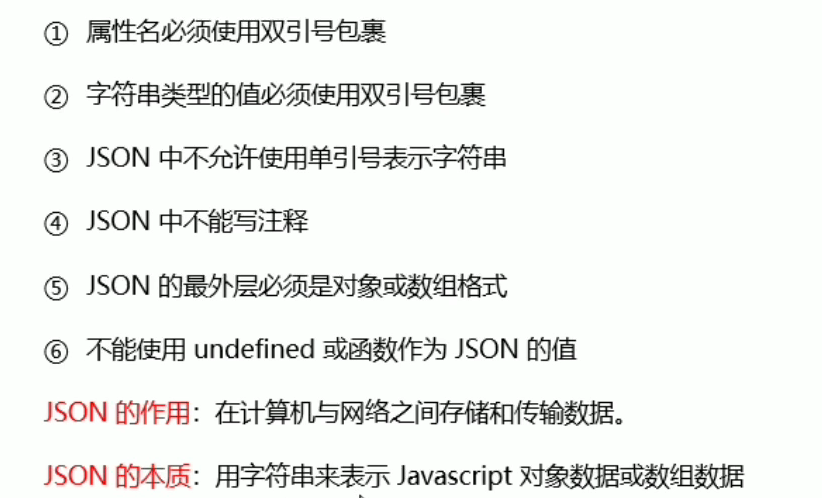 ① 属性名必须使用双引号包裹
② 字符串类型的值必须使用双引号包裹
③ JSON 中不允许使用单引号表示字符串
④ JSON 中不能写注释
⑤ JSON 的最外层必须是对象或数组格式
⑥ 不能使用 undefined 或函数作为 JSON 的值
JSON 的作用：在计算机与网络之间存储和传输数据。
JSON 的本质：用字符串来表示 Javascript 对象数据或数组数据